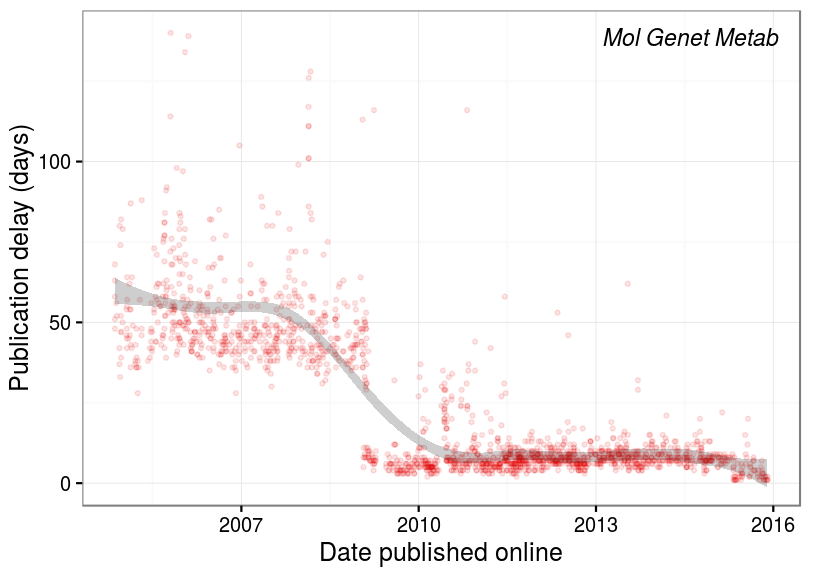 Mol Genet Metab
Publication delay (days)
100
50
0
2007
2010
2013
2016
Date published online